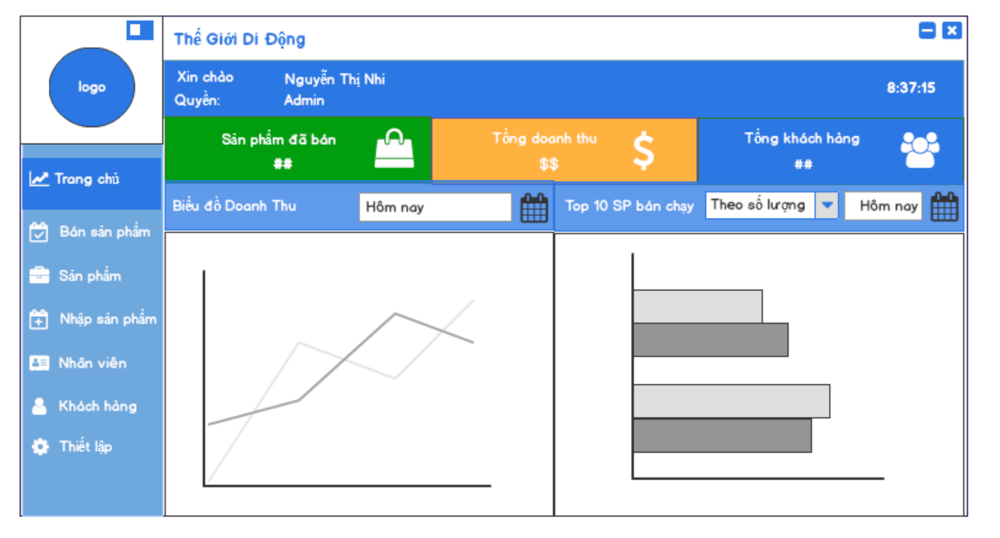 logo
Thế Giới Di Động
Xin chào Nguyễn Thị Nhi
Quyền: Admin
8:37:15
Sản phẩm đã bán
##
Tổng doanh thu
$$
$
Tổng khách hàng
##
Trang chủ
Bán sản phẩm
Sản phẩm
Nhập sản phẩm
Nhân viên
Khách hàng
Thiết lập
Biểu đồ Doanh Thu
Hôm nay
Top 10 SP bán chạy
Theo số lượng
Hôm nay